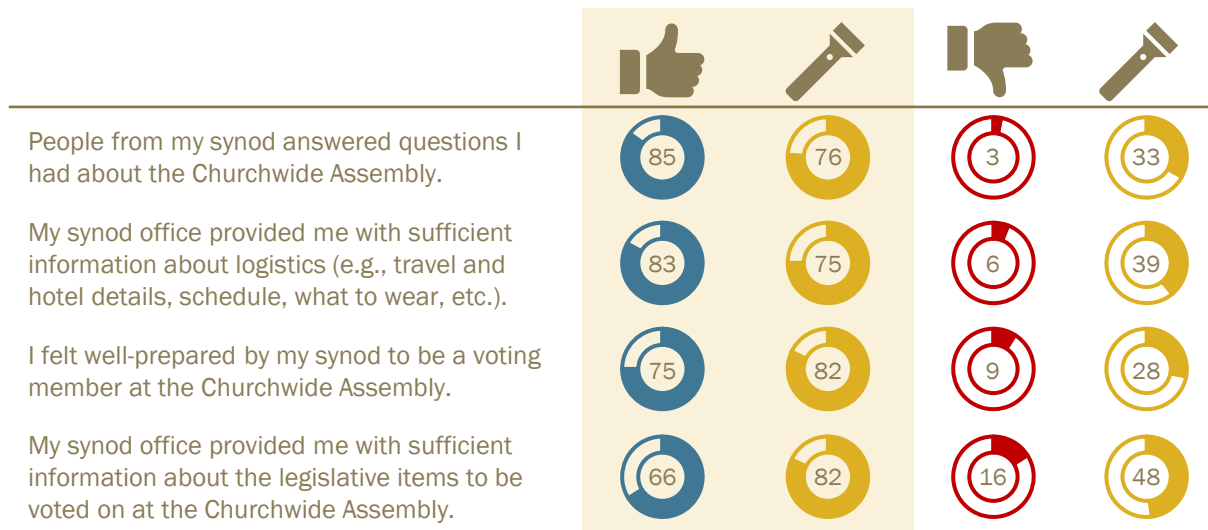 People from my synod answered questions I
had about the Churchwide Assembly.
85 76 3 33
My synod office provided me with sufficient
information about logistics (e.g., travel and
hotel details, schedule, what to wear, etc.).
83 75 6 39
I felt well-prepared by my synod to be a voting
member at the Churchwide Assembly.
75 82 9 28
My synod office provided me with sufficient
information about the legislative items to be
voted on at the Churchwide Assembly.
66 82 16 48